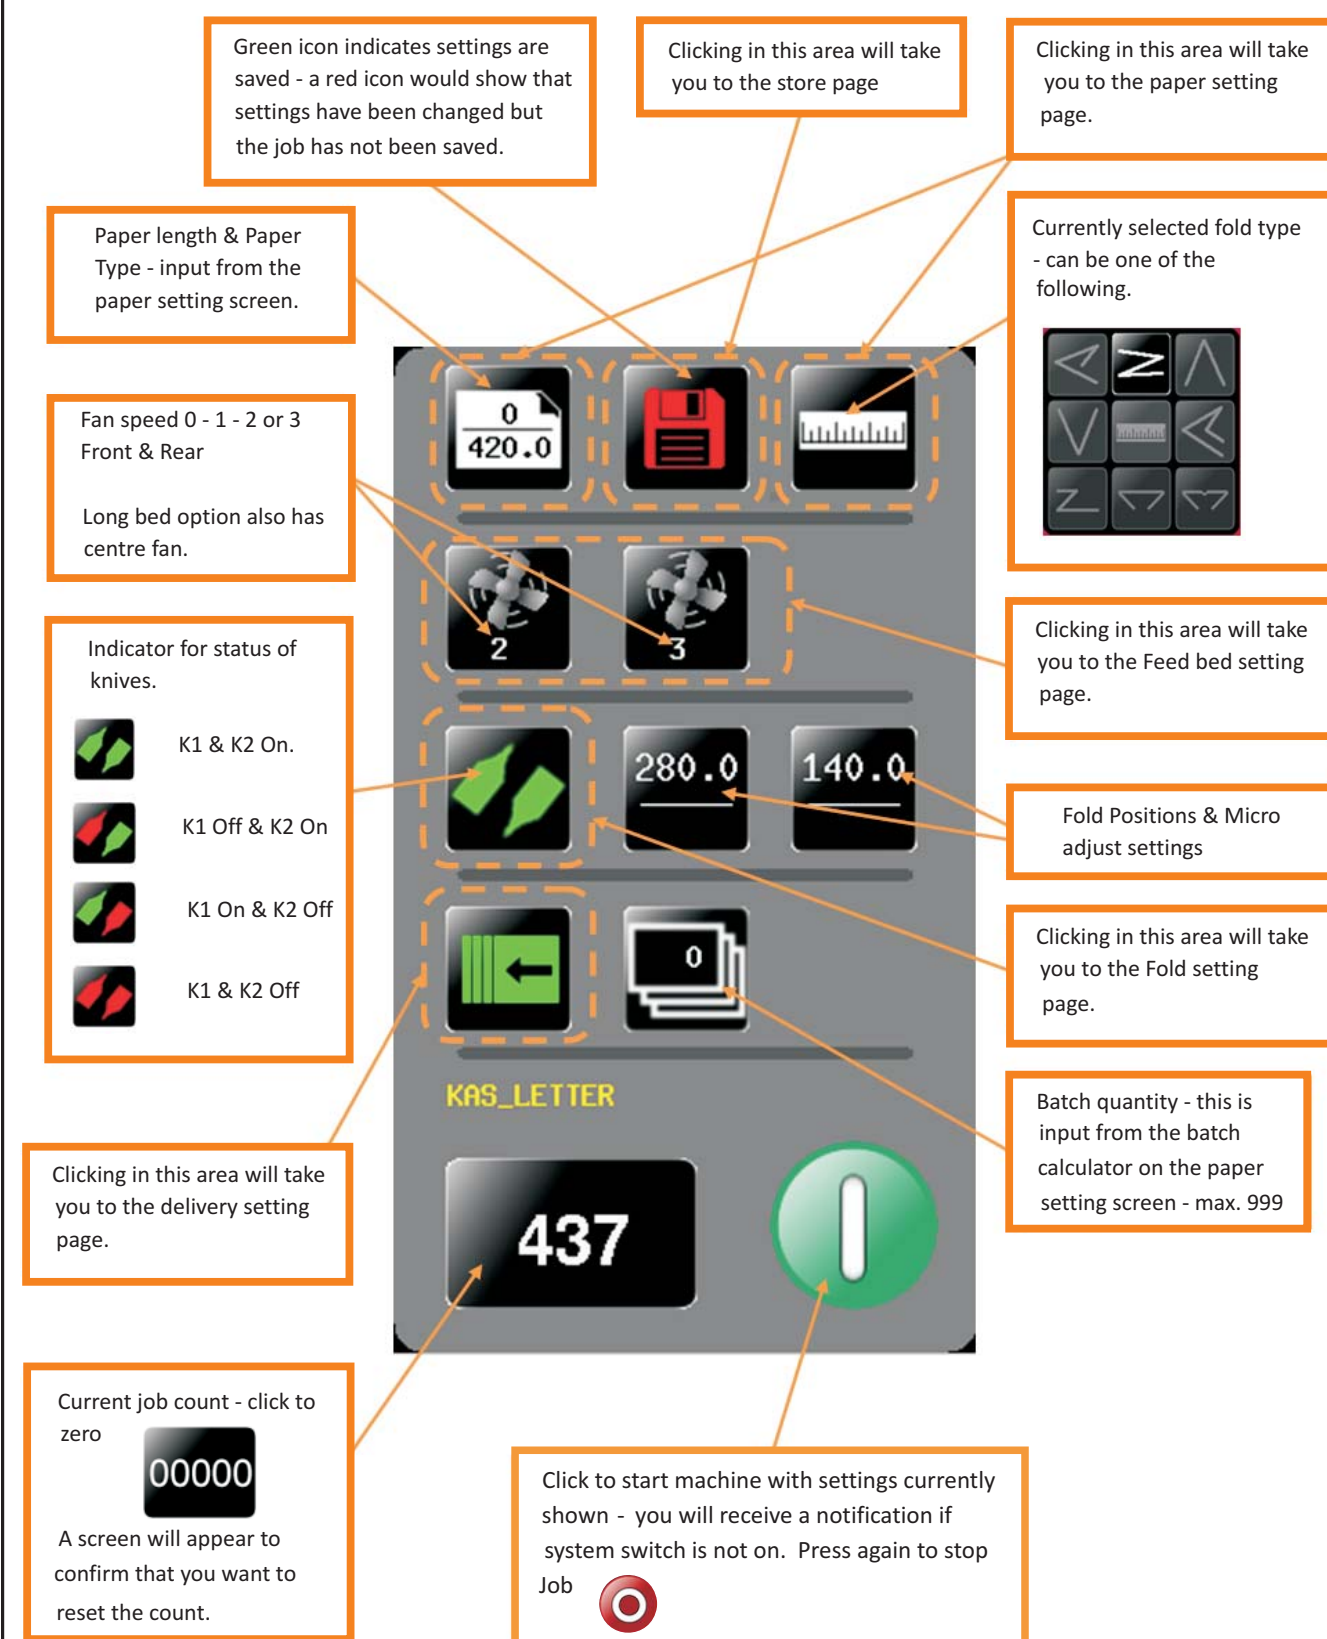 Green icon indicates settings are
saved - a red icon would show that
settings have been changed but
the job has not been saved.
Clicking in this area will take
you to the store page
Clicking in this area will take
you to the paper setting
page.
Paper length & Paper
Type - input from the
paper setting screen.
Currently selected fold type
- can be one of the
following.
Fan speed 0 - 1 - 2 or 3
Front & Rear
Long bed option also has
centre fan.
0
420.0
2
3
Indicator for status of
knives.
K1 & K2 On.
K1 Off & K2 On
K1 On & K2 Off
K1 & K2 Off
Clicking in this area will take
you to the Feed bed setting
page.
280.0
140.0
Fold Positions & Micro
adjust settings
Clicking in this area will take
you to the Fold setting
page.
0
KAS_LETTER
Batch quantity - this is
input from the batch
calculator on the paper
setting screen - max. 999
Clicking in this area will take
you to the delivery setting
page.
437
Current job count - click to
zero
00000
A screen will appear to
confirm that you want to
reset the count.
Click to start machine with settings currently
shown - you will receive a notification if
system switch is not on. Press again to stop
Job